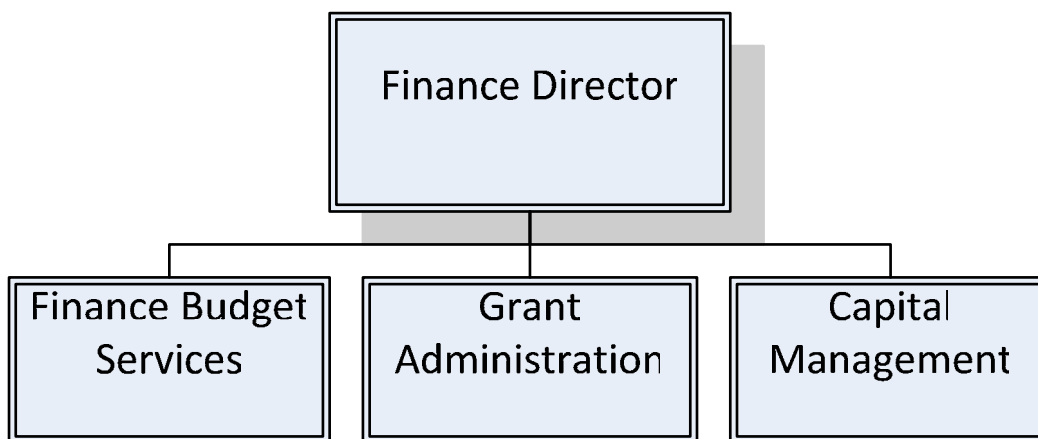 Finance Director
Finance Budget
Services
Grant
Administration
Capital
Management